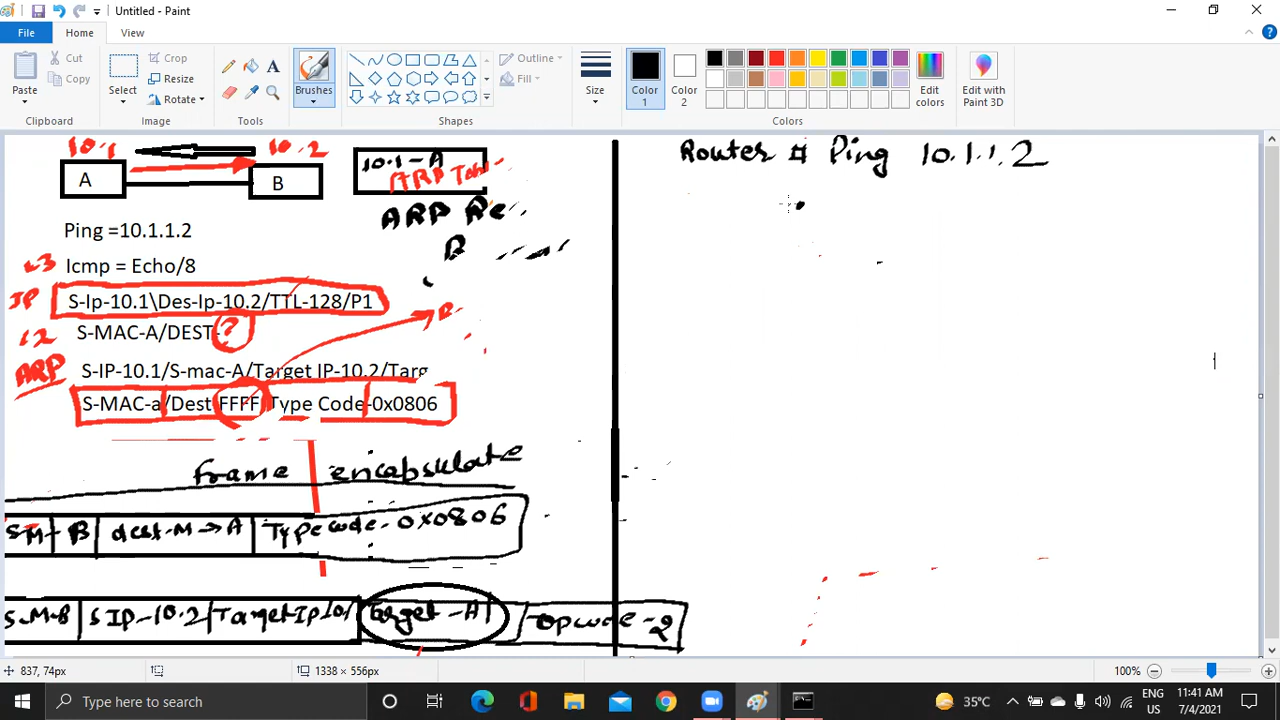 Untitled - Paint
File
Home
View
Paste
Cut
Copy
Clipboard
Select
Crop
Resize
Rotate
Image
Tools
Brushes
Shapes
Outline
Fill
Size
Color 1
Color 2
Edit colors
Colors
Edit with Paint 3D
10.1
10.2
A
B
10.1-A
ARP
ARP Re
B
Router # Ping 10.1.1.2
Ping =10.1.1.2
L3 Icmp = Echo/8
IP S-Ip-10.1\Des-Ip-10.2/TTL-128/P1
L2 S-MAC-A/DEST-?
ARP S-IP-10.1/S-mac-A/Target IP-10.2/Targ
S-MAC-a/Dest FFFF/Type Code-0x0806
frame encapsulate
SM-B dest-M→A Typecode-0x0806
S-M-B SIP-10.2/TargetIP10/ Target-A opcode-2
837, 74px
1338 × 556px
100%
Type here to search
35°C
ENG
US
11:41 AM
7/4/2021